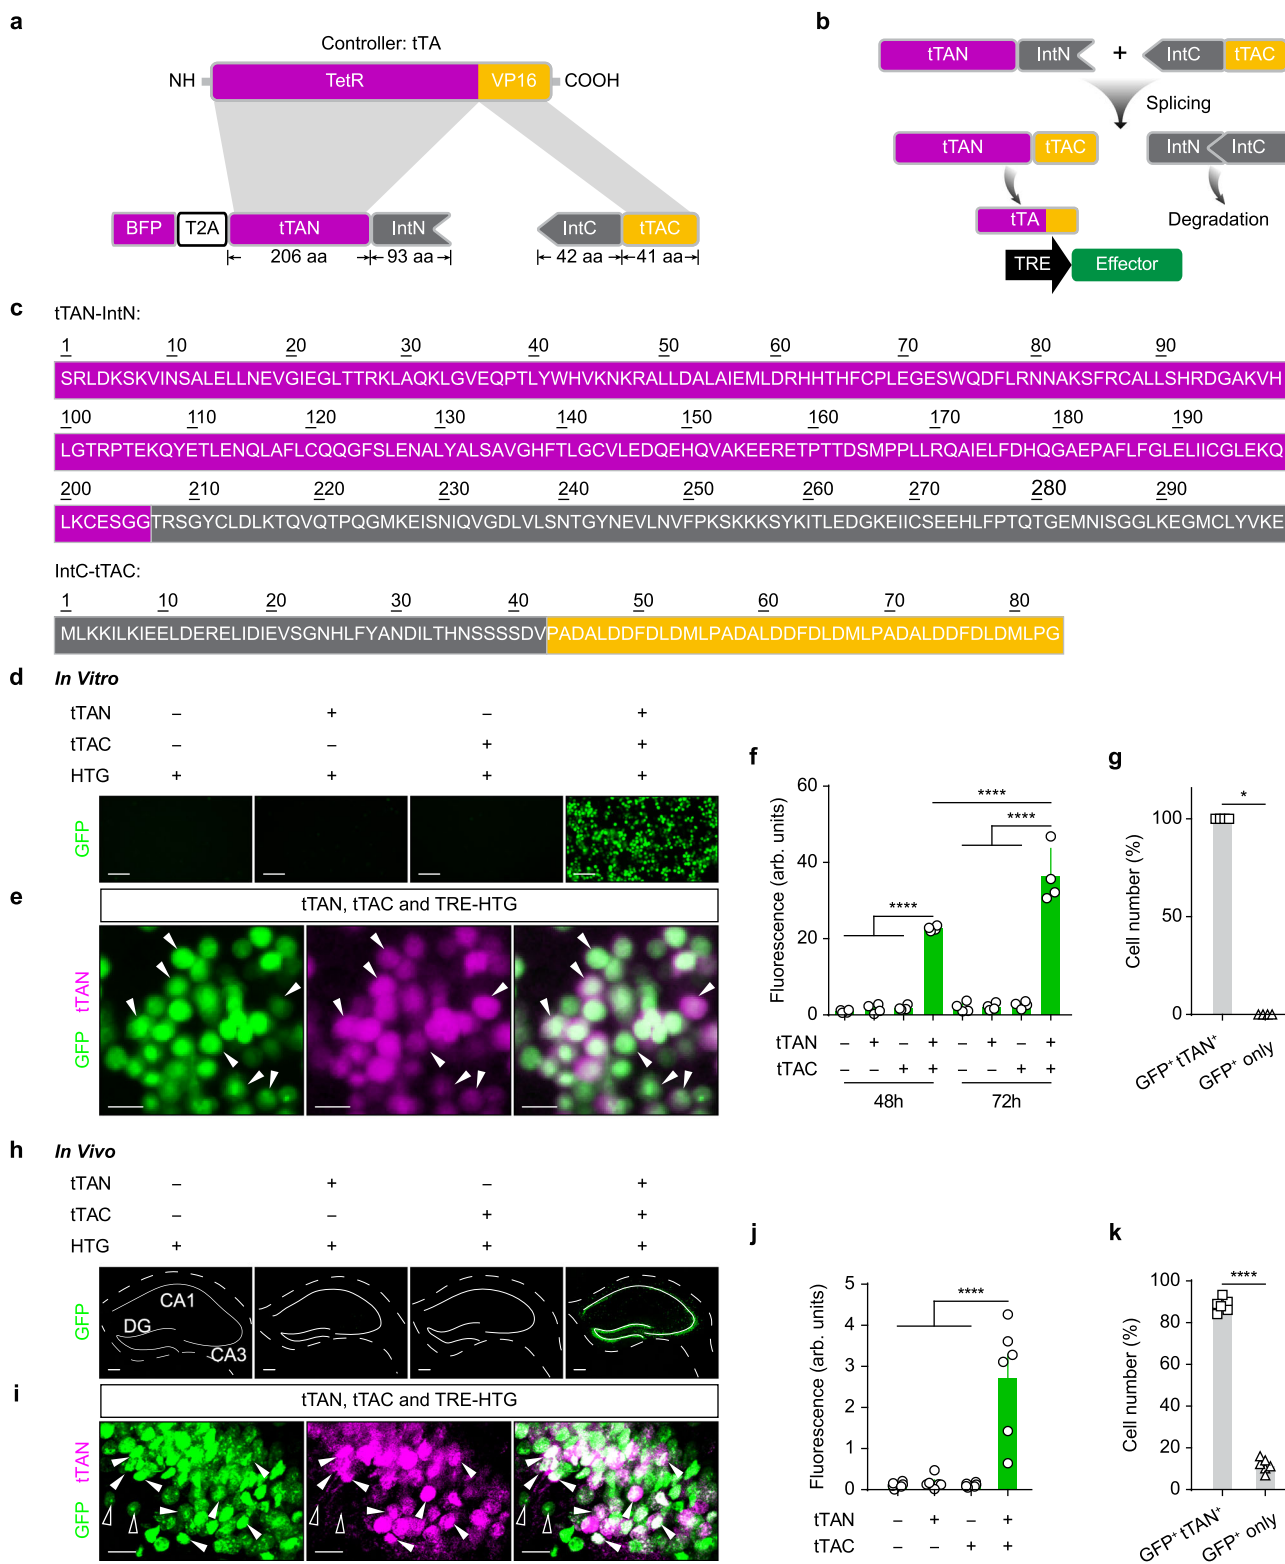 a
Controller: tTA
NH TetR VP16 COOH
BFP T2A tTAN IntN IntC tTAC
206 aa 93 aa 42 aa 41 aa
b
tTAN IntN + IntC tTAC
Splicing
tTAN tTAC IntN IntC
tTA Degradation
TRE Effector
c
tTAN-IntN:
1 10 20 30 40 50 60 70 80 90
SRLDKSKVINSALELLNEVGIEGLTTRKLAQKLGVEQPTLYWHVKNKRALLDALAIEMLDRHHTHFCPLEGESWQDFLRNNAKSFRCALLSHRDGAKVH
100 110 120 130 140 150 160 170 180 190
LGTRPTEKQYETLENQLAFLCQQGFSLENALYALSAVGHFTLGCVLEDQEHQVAKEERETPTTDSMPPLLRQAIELFDHQGAEPAFLFGLELIICGLEKQ
200 210 220 230 240 250 260 270 280 290
LKCESGGTRSGYCLDLKTQVQTPQGMKEISNIQVGDLVLSNTGYNEVLNVFPKSKKKSYKITLEDGKEIICSEEHLFPTQTGEMNISGGLKEGMCLYVKE
IntC-tTAC:
1 10 20 30 40 50 60 70 80
MLKKILKIEELDERELIDIEVSGNHLFYANDILTHNSSSSDVPADALDDFDLDMLPADALDDFDLDMLPADALDDFDLDMLPG
d In Vitro
tTAN – + – +
tTAC – – + +
HTG + + + +
GFP
e
tTAN, tTAC and TRE-HTG
GFP tTAN
f
Fluorescence (arb. units)
60
40
20
0
****
****
****
tTAN – + – + – + – +
tTAC – – + + – – + +
48h 72h
g
Cell number (%)
100
50
0
*
GFP⁺ tTAN⁺ GFP⁺ only
h In Vivo
tTAN – + – +
tTAC – – + +
HTG + + + +
GFP
CA1
DG
CA3
i
tTAN, tTAC and TRE-HTG
GFP tTAN
j
Fluorescence (arb. units)
5
4
3
2
1
0
****
tTAN – + – +
tTAC – – + +
k
Cell number (%)
100
80
60
40
20
0
****
GFP⁺ tTAN⁺ GFP⁺ only